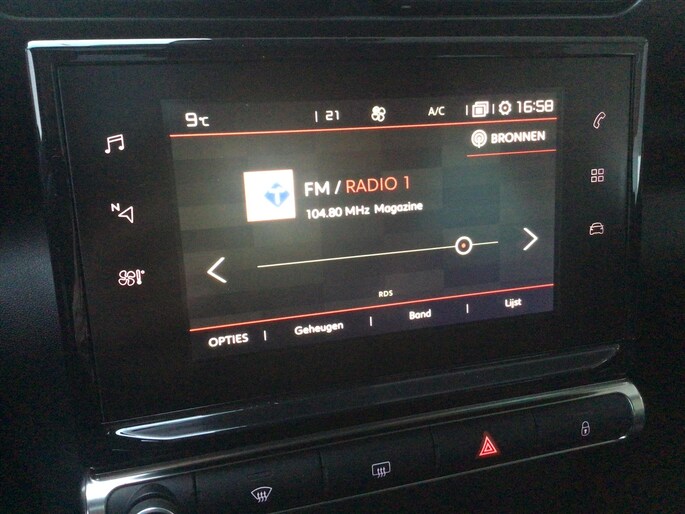 9°C | 21 A/C 16:58
BRONNEN
FM / RADIO 1
104.80 MHz Magazine
N
RDS
OPTIES | Geheugen | Band | Lijst